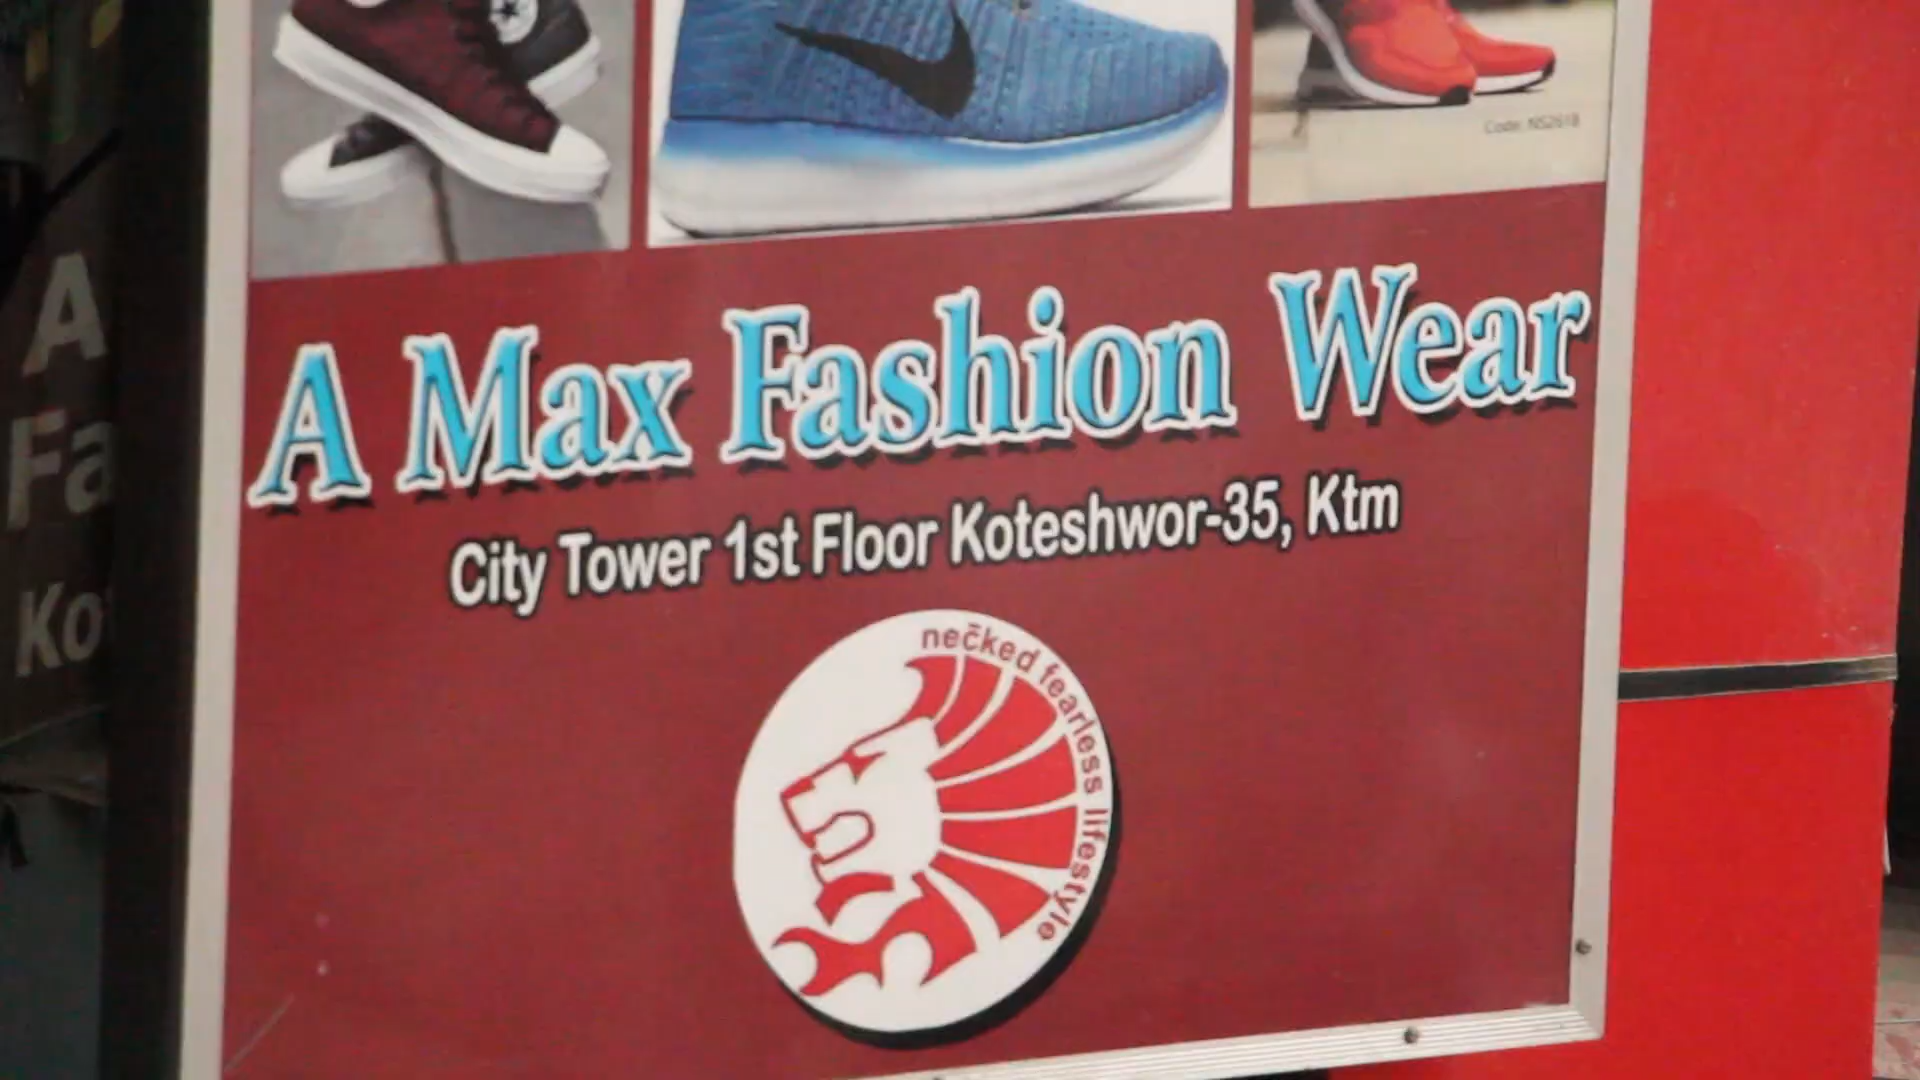 Code: NS2618
A Max Fashion Wear
City Tower 1st Floor Koteshwor-35, Ktm
nečked fearless lifestyle
A
Fa
Ko